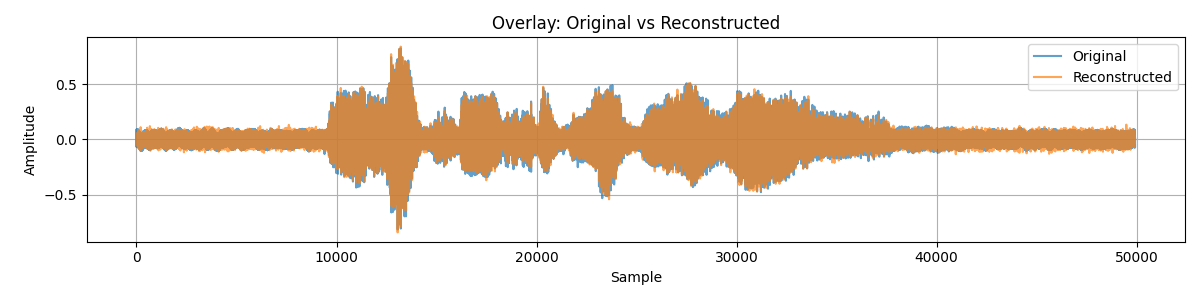 Overlay: Original vs Reconstructed
Original
Reconstructed
Amplitude
0.5
0.0
−0.5
0
10000
20000
30000
40000
50000
Sample